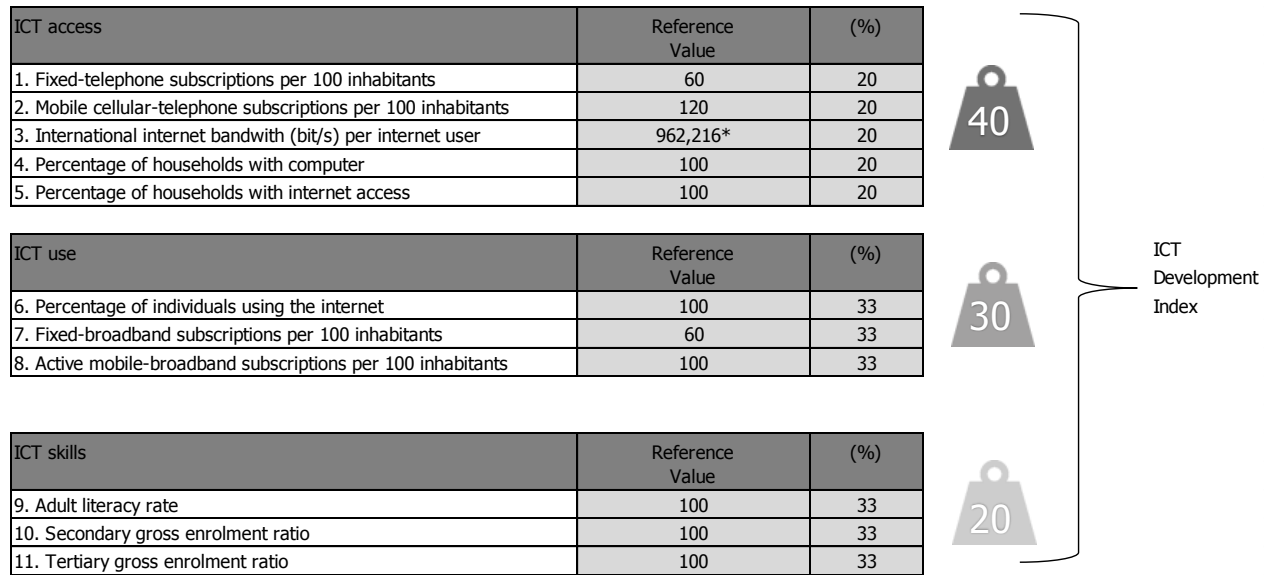 ICT access Reference Value (%)
1. Fixed-telephone subscriptions per 100 inhabitants 60 20
2. Mobile cellular-telephone subscriptions per 100 inhabitants 120 20
3. International internet bandwith (bit/s) per internet user 962,216* 20
4. Percentage of households with computer 100 20
5. Percentage of households with internet access 100 20
40
ICT use Reference Value (%)
6. Percentage of individuals using the internet 100 33
7. Fixed-broadband subscriptions per 100 inhabitants 60 33
8. Active mobile-broadband subscriptions per 100 inhabitants 100 33
30
ICT
Development
Index
ICT skills Reference Value (%)
9. Adult literacy rate 100 33
10. Secondary gross enrolment ratio 100 33
11. Tertiary gross enrolment ratio 100 33
20